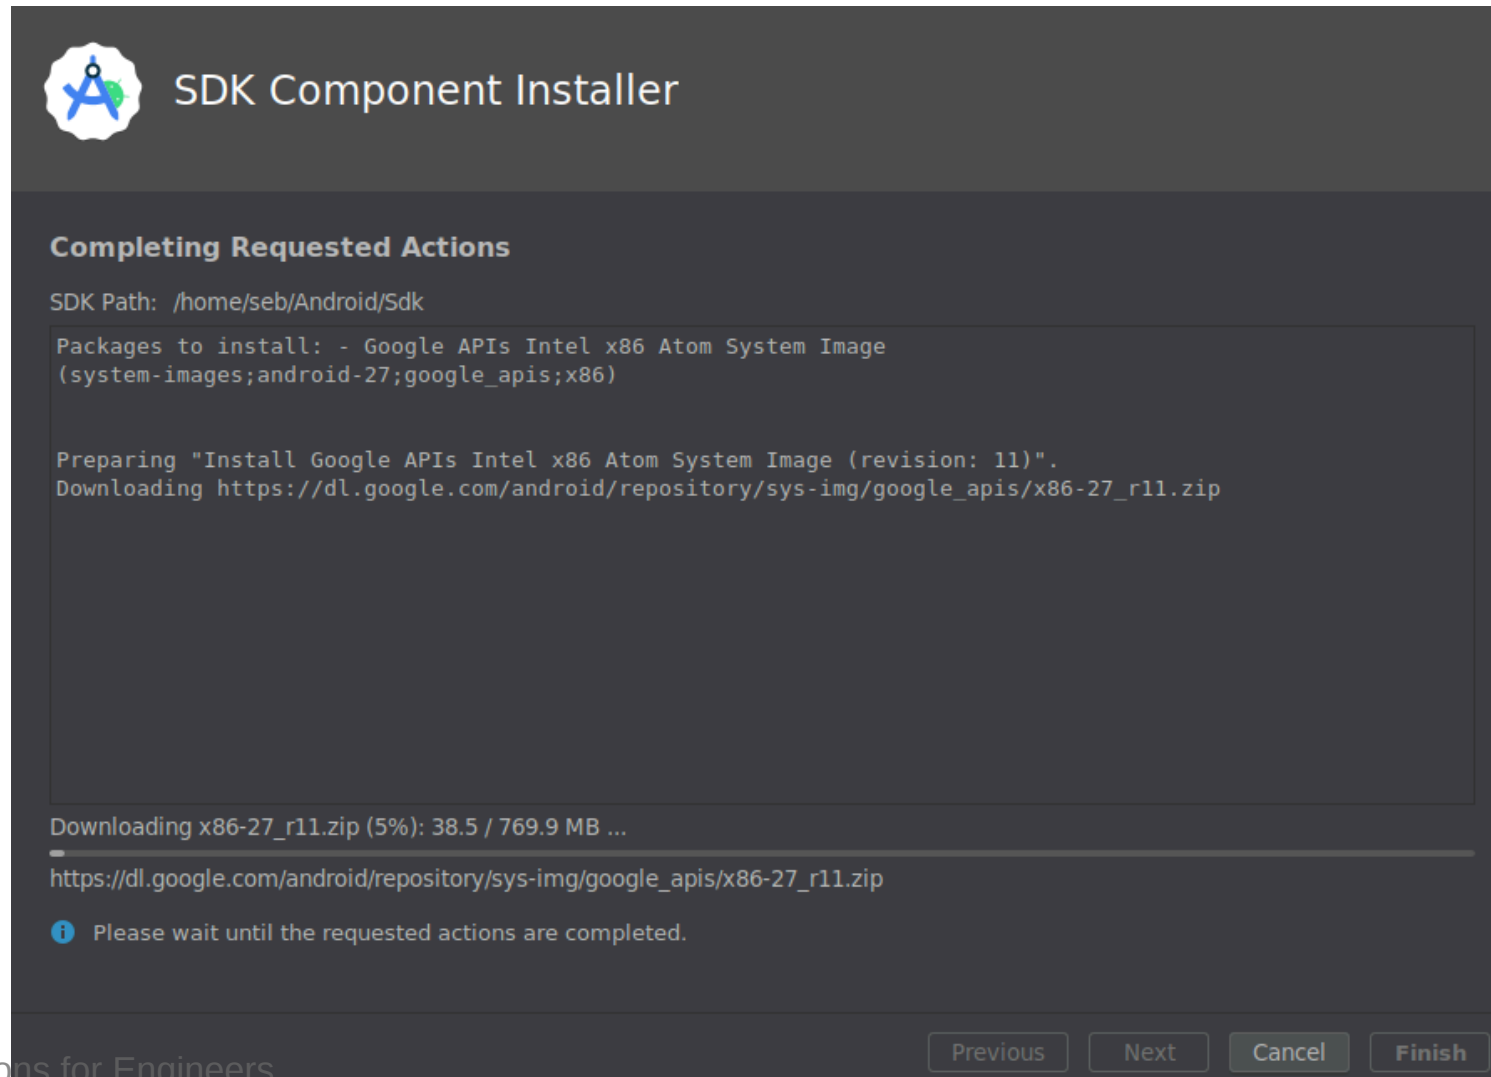 SDK Component Installer
Completing Requested Actions
SDK Path: /home/seb/Android/Sdk
Packages to install: - Google APIs Intel x86 Atom System Image
(system-images;android-27;google_apis;x86)
Preparing "Install Google APIs Intel x86 Atom System Image (revision: 11)".
Downloading https://dl.google.com/android/repository/sys-img/google_apis/x86-27_r11.zip
Downloading x86-27_r11.zip (5%): 38.5 / 769.9 MB ...
https://dl.google.com/android/repository/sys-img/google_apis/x86-27_r11.zip
Please wait until the requested actions are completed.
Previous Next Cancel Finish
for Engineers